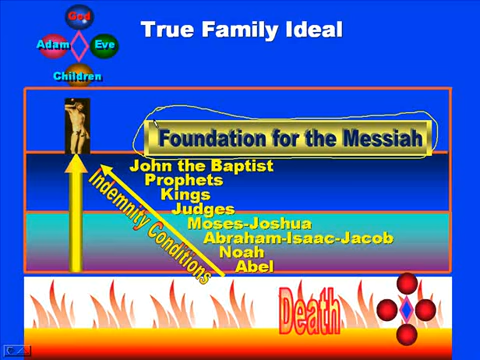 True Family Ideal
God
Adam Eve
Children
Foundation for the Messiah
John the Baptist
Prophets
Kings
Judges
Moses-Joshua
Abraham-Isaac-Jacob
Noah
Abel
Indemnity Conditions
Death